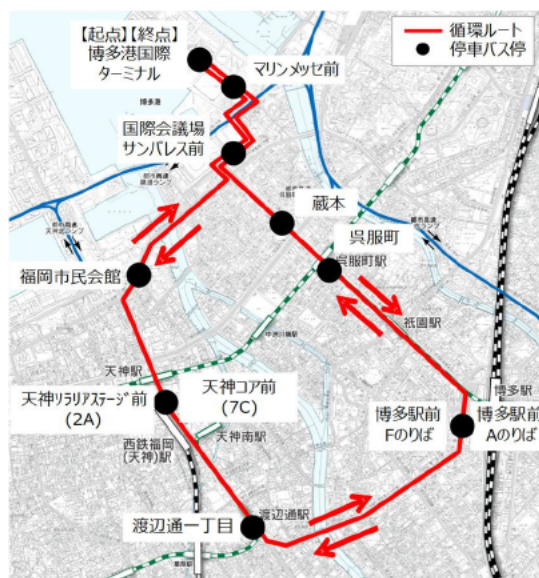 【起点】【終点】
博多港国際
ターミナル
循環ルート
停車バス停
マリンメッセ前
博多港
国際会議場
サンパレス前
蔵本
呉服町
呉服町駅
福岡市民会館
祇園駅
中洲川端駅
天神駅
博多駅
天神ソラリアステージ前
(2A)
天神コア前
(7C)
博多駅前
Fのりば
博多駅前
Aのりば
西鉄福岡
(天神)駅
天神南駅
渡辺通一丁目
渡辺通駅
薬院駅